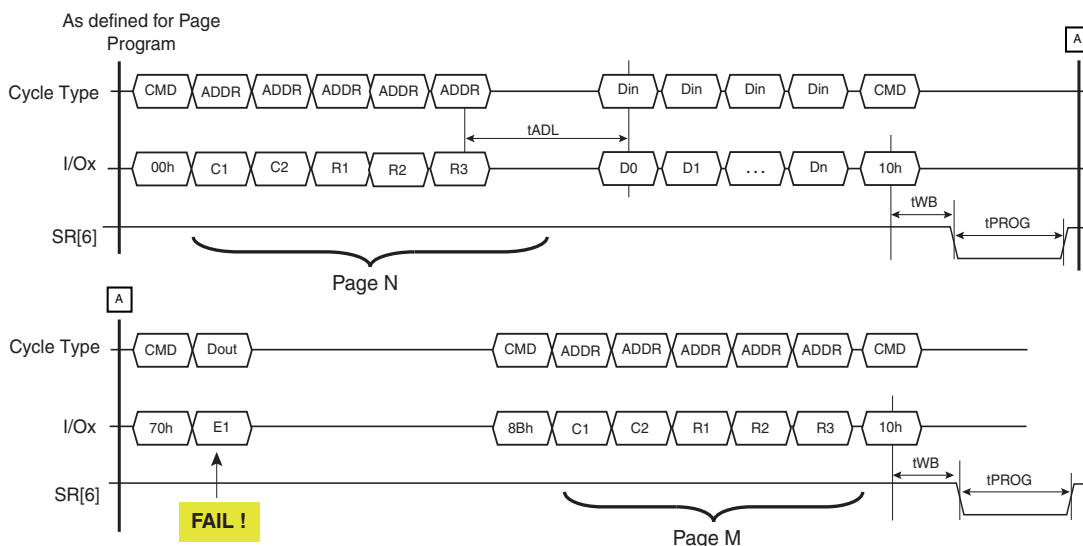 As defined for Page
Program
A
Cycle Type CMD ADDR ADDR ADDR ADDR ADDR Din Din Din Din CMD
tADL
I/Ox 00h C1 C2 R1 R2 R3 D0 D1 ... Dn 10h
tWB tPROG
SR[6]
Page N
A
Cycle Type CMD Dout CMD ADDR ADDR ADDR ADDR ADDR CMD
I/Ox 70h E1 8Bh C1 C2 R1 R2 R3 10h
tWB tPROG
SR[6]
FAIL !
Page M